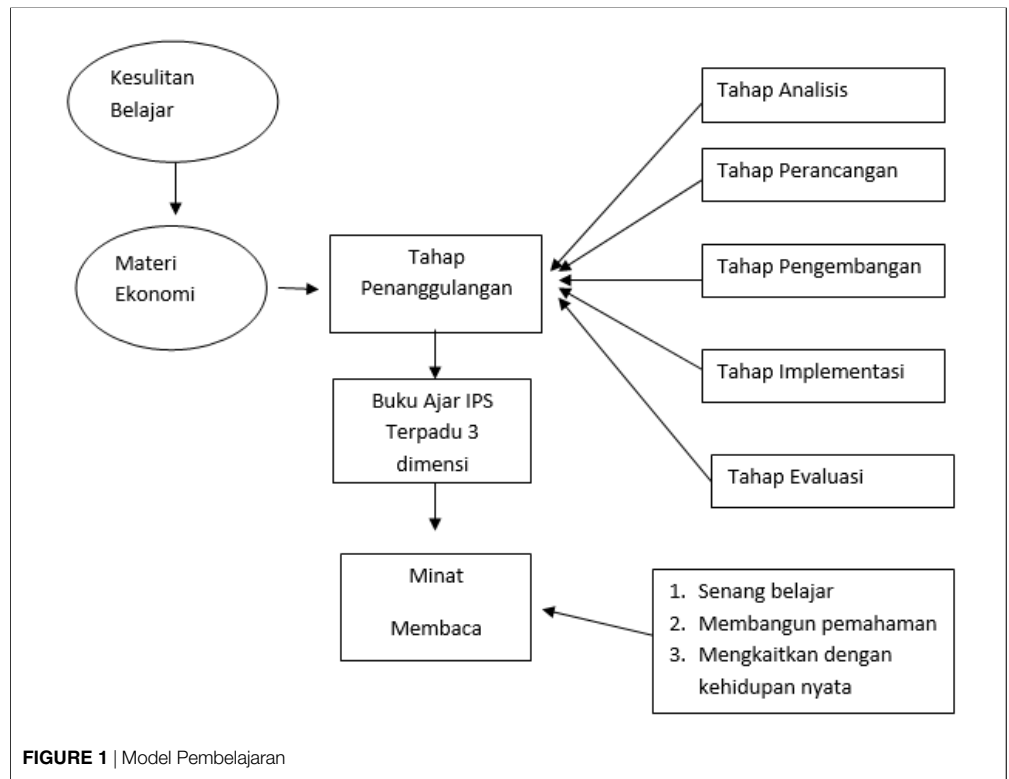 Kesulitan
Belajar
Materi
Ekonomi
Tahap
Penanggulangan
Buku Ajar IPS
Terpadu 3
dimensi
Minat
Membaca
Tahap Analisis
Tahap Perancangan
Tahap Pengembangan
Tahap Implementasi
Tahap Evaluasi
1. Senang belajar
2. Membangun pemahaman
3. Mengkaitkan dengan
kehidupan nyata
FIGURE 1 | Model Pembelajaran